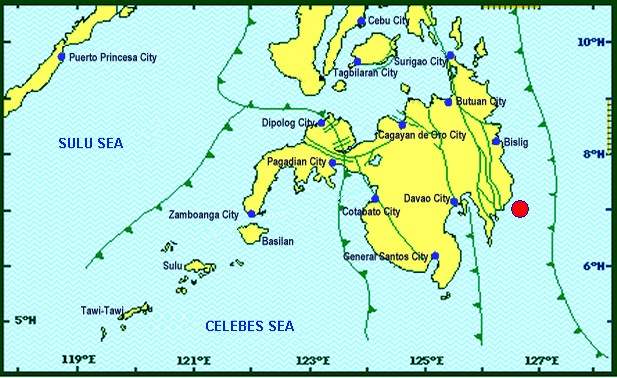 Cebu City
10°N
Puerto Princesa City
Surigao City
Tagbilaran City
Butuan City
Dipolog City
Cagayan de Oro City
SULU SEA
Bislig
8°N
Pagadian City
Davao City
Zamboanga City
Cotabato City
Basilan
General Santos City
Sulu
6°N
Tawi-Tawi
5°N
CELEBES SEA
119°E
121°E
123°E
125°E
127°E